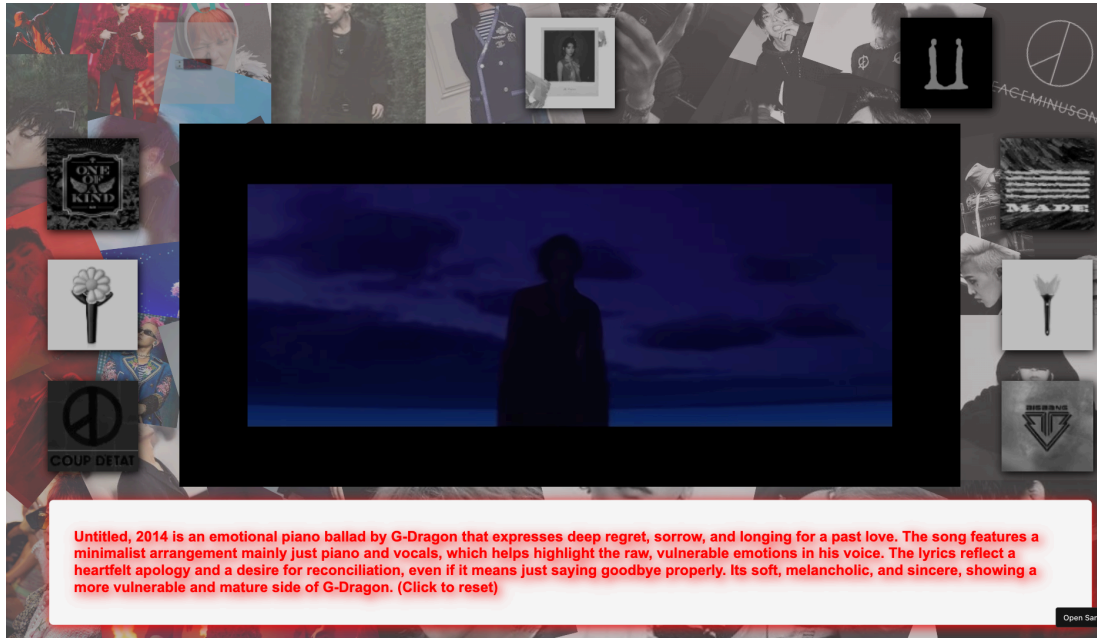 PEACEMINUSONE
ONE
OF
A
KIND
MADE
BIGBANG
COUP D'ETAT
Untitled, 2014 is an emotional piano ballad by G-Dragon that expresses deep regret, sorrow, and longing for a past love. The song features a
minimalist arrangement mainly just piano and vocals, which helps highlight the raw, vulnerable emotions in his voice. The lyrics reflect a
heartfelt apology and a desire for reconciliation, even if it means just saying goodbye properly. Its soft, melancholic, and sincere, showing a
more vulnerable and mature side of G-Dragon. (Click to reset)
Open San